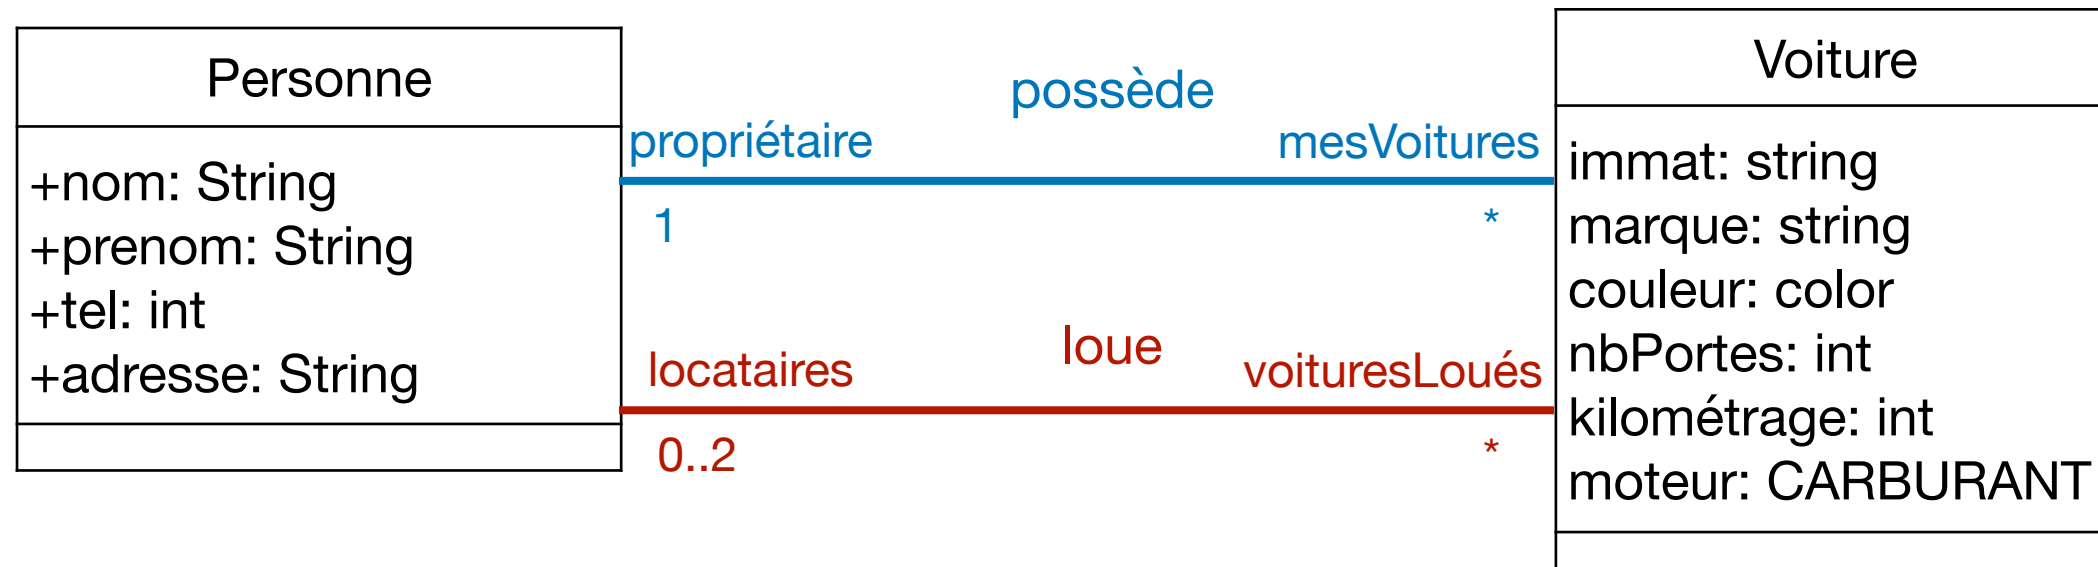 Personne
+nom: String
+prenom: String
+tel: int
+adresse: String
possède
propriétaire
mesVoitures
1
*
loue
locataires
voituresLoués
0..2
*
Voiture
immat: string
marque: string
couleur: color
nbPortes: int
kilométrage: int
moteur: CARBURANT